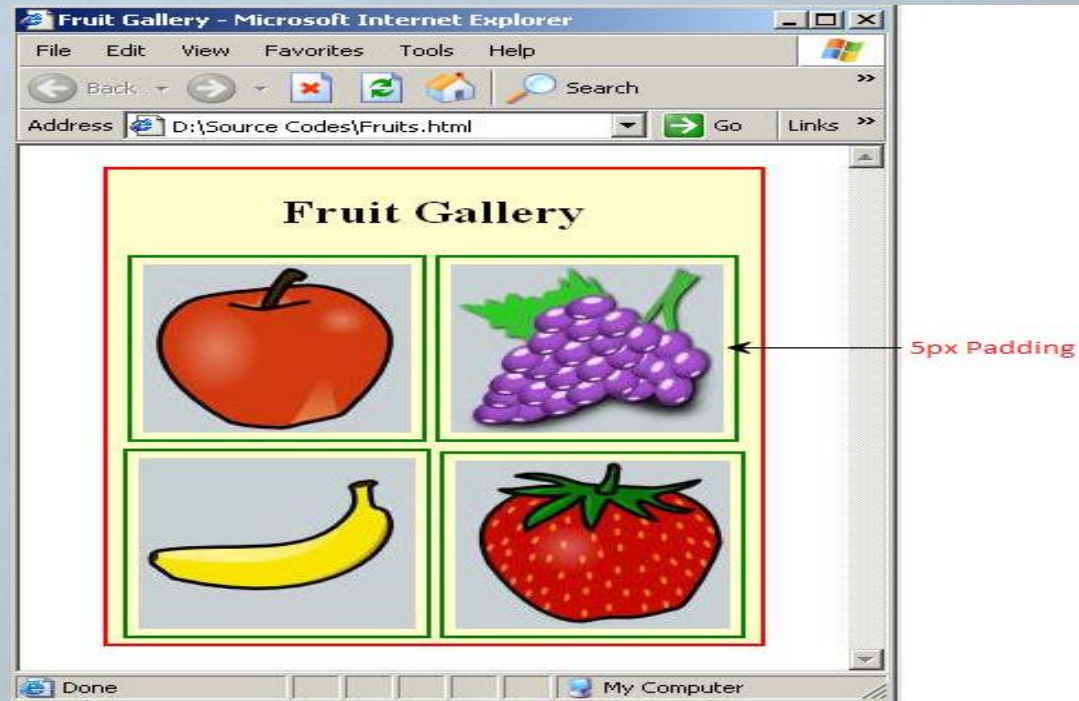 Fruit Gallery - Microsoft Internet Explorer
File Edit View Favorites Tools Help
Back Search »
Address D:\Source Codes\Fruits.html Go Links »
Fruit Gallery
5px Padding
Done My Computer